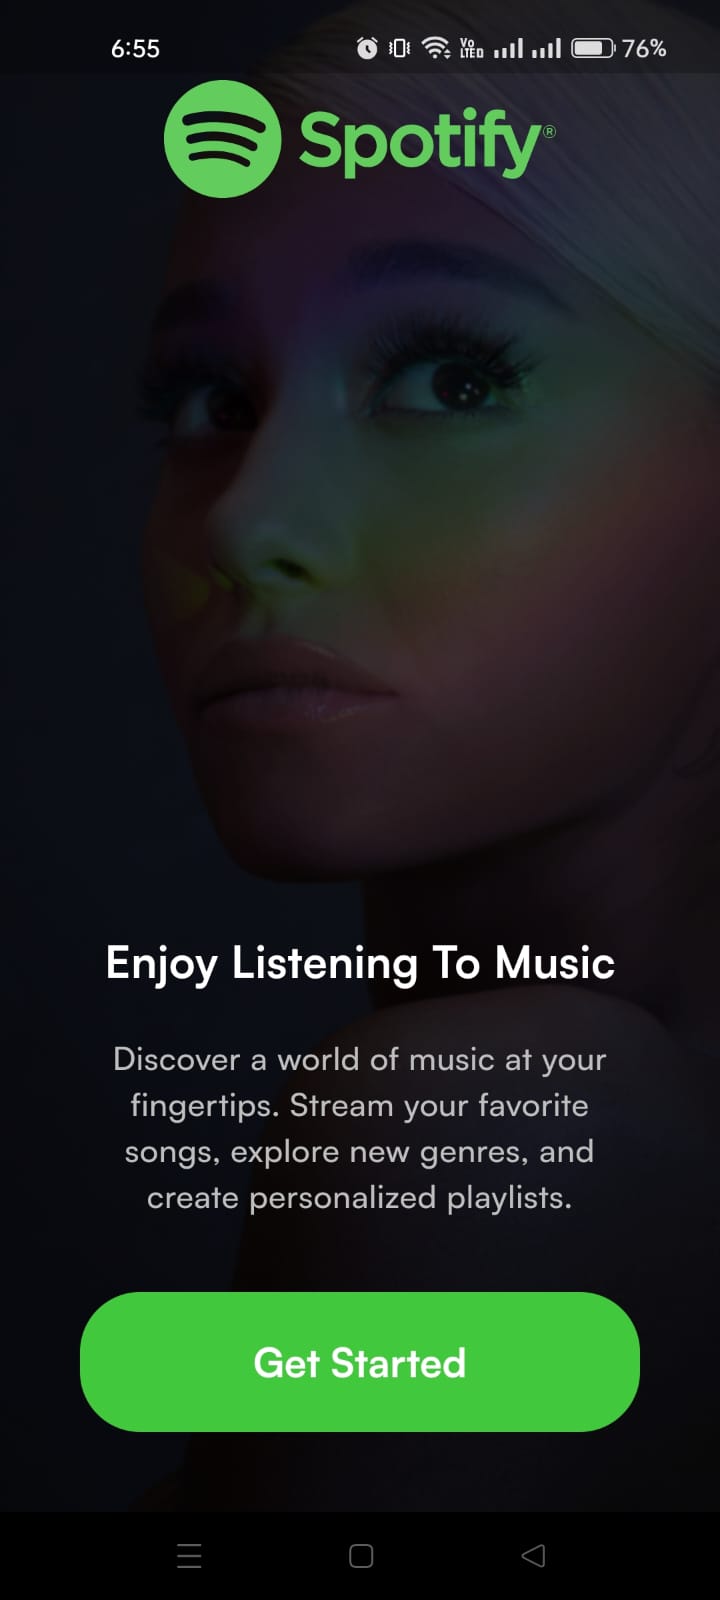 6:55
Vo LTED 76%
Spotify®
Enjoy Listening To Music
Discover a world of music at your
fingertips. Stream your favorite
songs, explore new genres, and
create personalized playlists.
Get Started